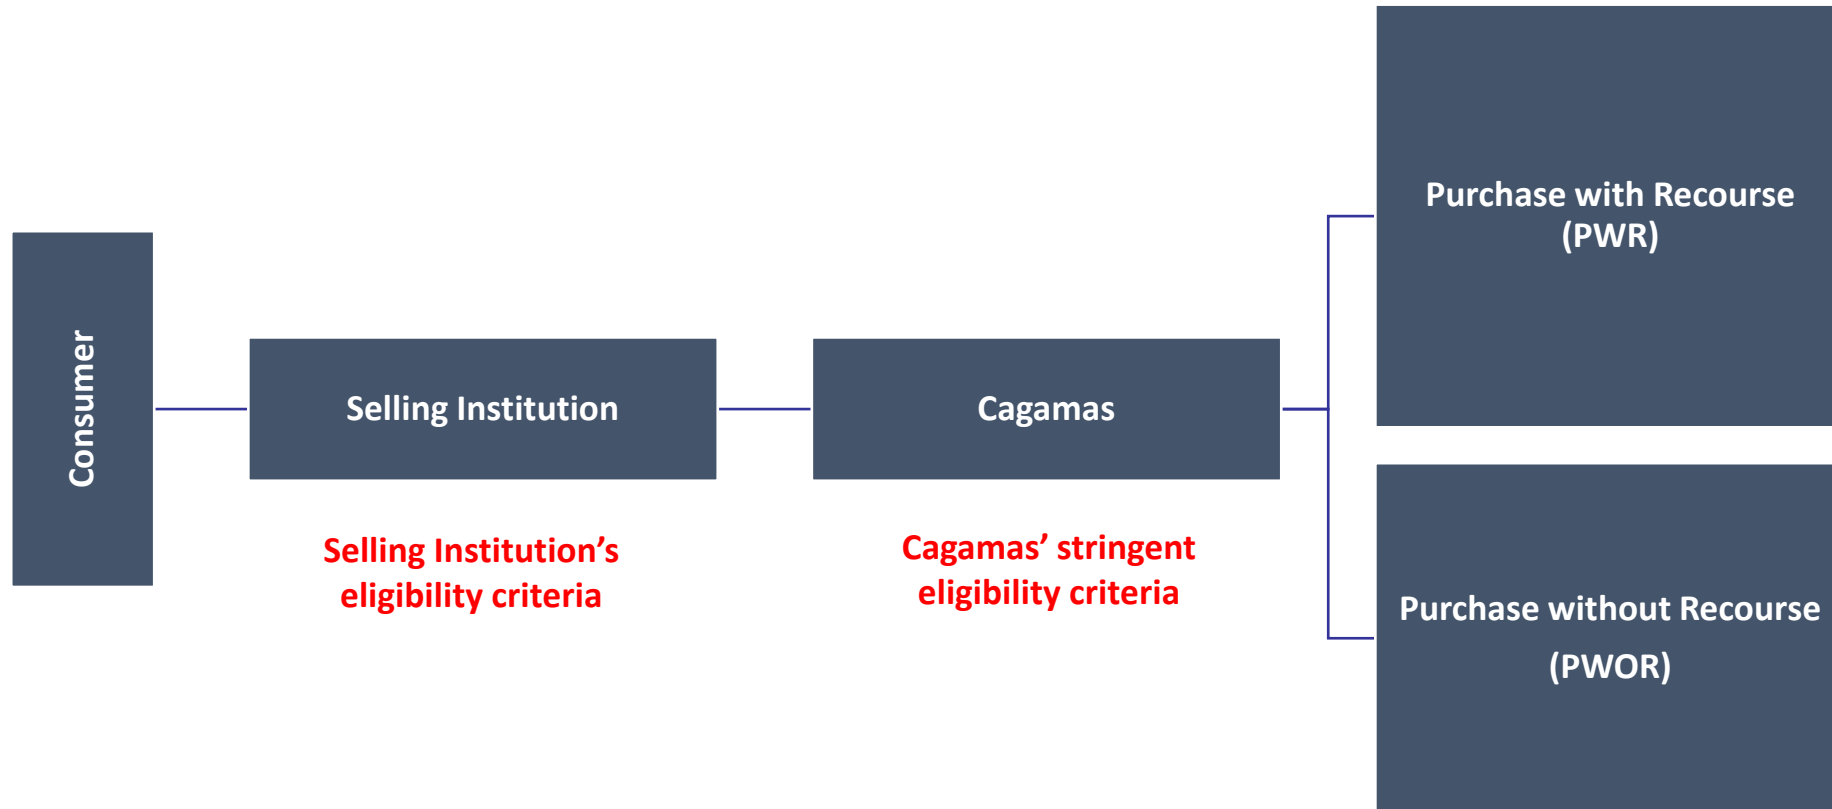 Consumer
Selling Institution
Selling Institution’s
eligibility criteria
Cagamas
Cagamas’ stringent
eligibility criteria
Purchase with Recourse
(PWR)
Purchase without Recourse
(PWOR)